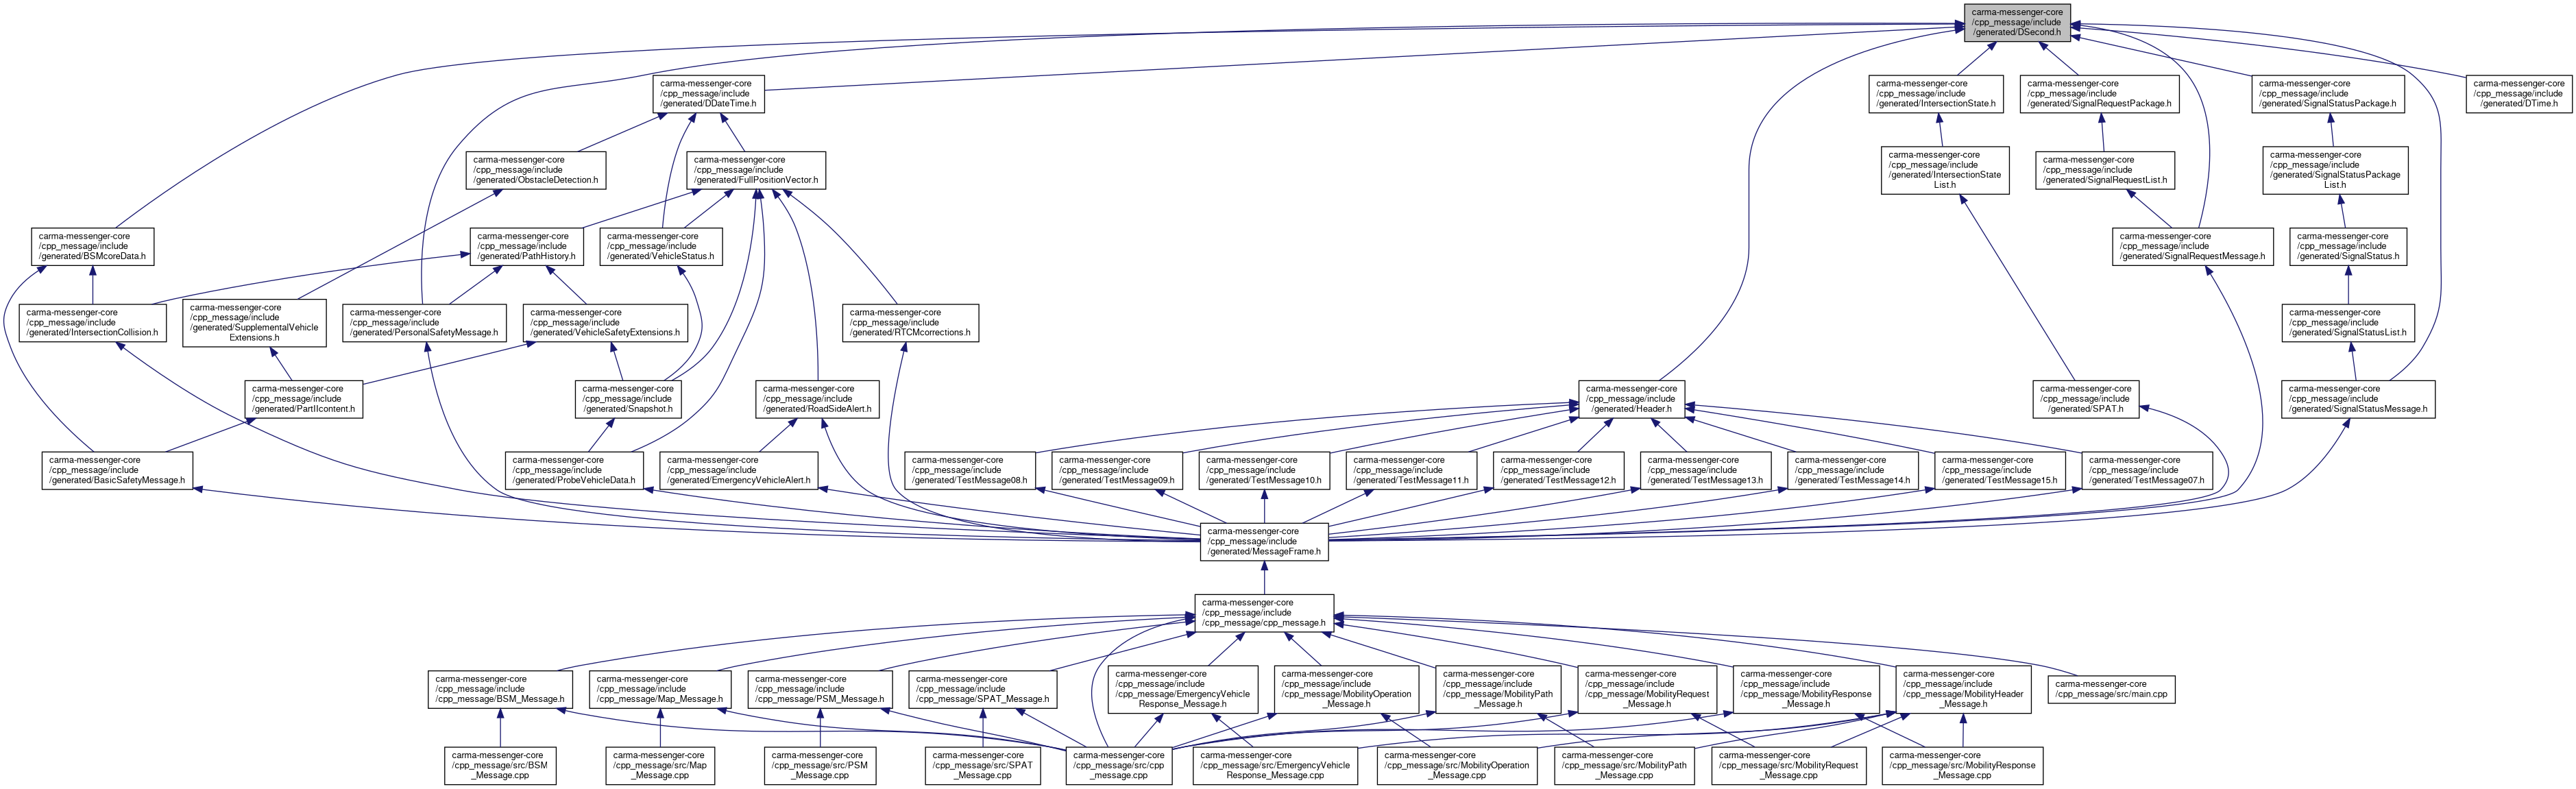 carma-messenger-core
/cpp_message/include
/generated/DSecond.h
carma-messenger-core
/cpp_message/include
/generated/DDateTime.h
carma-messenger-core
/cpp_message/include
/generated/IntersectionState.h
carma-messenger-core
/cpp_message/include
/generated/SignalRequestPackage.h
carma-messenger-core
/cpp_message/include
/generated/SignalStatusPackage.h
carma-messenger-core
/cpp_message/include
/generated/DTime.h
carma-messenger-core
/cpp_message/include
/generated/ObstacleDetection.h
carma-messenger-core
/cpp_message/include
/generated/FullPositionVector.h
carma-messenger-core
/cpp_message/include
/generated/IntersectionState
List.h
carma-messenger-core
/cpp_message/include
/generated/SignalRequestList.h
carma-messenger-core
/cpp_message/include
/generated/SignalStatusPackage
List.h
carma-messenger-core
/cpp_message/include
/generated/BSMcoreData.h
carma-messenger-core
/cpp_message/include
/generated/PathHistory.h
carma-messenger-core
/cpp_message/include
/generated/VehicleStatus.h
carma-messenger-core
/cpp_message/include
/generated/SignalRequestMessage.h
carma-messenger-core
/cpp_message/include
/generated/SignalStatus.h
carma-messenger-core
/cpp_message/include
/generated/IntersectionCollision.h
carma-messenger-core
/cpp_message/include
/generated/SupplementalVehicle
Extensions.h
carma-messenger-core
/cpp_message/include
/generated/PersonalSafetyMessage.h
carma-messenger-core
/cpp_message/include
/generated/VehicleSafetyExtensions.h
carma-messenger-core
/cpp_message/include
/generated/RTCMcorrections.h
carma-messenger-core
/cpp_message/include
/generated/SignalStatusList.h
carma-messenger-core
/cpp_message/include
/generated/PartIIcontent.h
carma-messenger-core
/cpp_message/include
/generated/Snapshot.h
carma-messenger-core
/cpp_message/include
/generated/RoadSideAlert.h
carma-messenger-core
/cpp_message/include
/generated/Header.h
carma-messenger-core
/cpp_message/include
/generated/SPAT.h
carma-messenger-core
/cpp_message/include
/generated/SignalStatusMessage.h
carma-messenger-core
/cpp_message/include
/generated/BasicSafetyMessage.h
carma-messenger-core
/cpp_message/include
/generated/ProbeVehicleData.h
carma-messenger-core
/cpp_message/include
/generated/EmergencyVehicleAlert.h
carma-messenger-core
/cpp_message/include
/generated/TestMessage08.h
carma-messenger-core
/cpp_message/include
/generated/TestMessage09.h
carma-messenger-core
/cpp_message/include
/generated/TestMessage10.h
carma-messenger-core
/cpp_message/include
/generated/TestMessage11.h
carma-messenger-core
/cpp_message/include
/generated/TestMessage12.h
carma-messenger-core
/cpp_message/include
/generated/TestMessage13.h
carma-messenger-core
/cpp_message/include
/generated/TestMessage14.h
carma-messenger-core
/cpp_message/include
/generated/TestMessage15.h
carma-messenger-core
/cpp_message/include
/generated/TestMessage07.h
carma-messenger-core
/cpp_message/include
/generated/MessageFrame.h
carma-messenger-core
/cpp_message/include
/cpp_message/cpp_message.h
carma-messenger-core
/cpp_message/include
/cpp_message/BSM_Message.h
carma-messenger-core
/cpp_message/include
/cpp_message/Map_Message.h
carma-messenger-core
/cpp_message/include
/cpp_message/PSM_Message.h
carma-messenger-core
/cpp_message/include
/cpp_message/SPAT_Message.h
carma-messenger-core
/cpp_message/include
/cpp_message/EmergencyVehicle
Response_Message.h
carma-messenger-core
/cpp_message/include
/cpp_message/MobilityOperation
_Message.h
carma-messenger-core
/cpp_message/include
/cpp_message/MobilityPath
_Message.h
carma-messenger-core
/cpp_message/include
/cpp_message/MobilityRequest
_Message.h
carma-messenger-core
/cpp_message/include
/cpp_message/MobilityResponse
_Message.h
carma-messenger-core
/cpp_message/include
/cpp_message/MobilityHeader
_Message.h
carma-messenger-core
/cpp_message/src/main.cpp
carma-messenger-core
/cpp_message/src/BSM
_Message.cpp
carma-messenger-core
/cpp_message/src/Map
_Message.cpp
carma-messenger-core
/cpp_message/src/PSM
_Message.cpp
carma-messenger-core
/cpp_message/src/SPAT
_Message.cpp
carma-messenger-core
/cpp_message/src/cpp
_message.cpp
carma-messenger-core
/cpp_message/src/EmergencyVehicle
Response_Message.cpp
carma-messenger-core
/cpp_message/src/MobilityOperation
_Message.cpp
carma-messenger-core
/cpp_message/src/MobilityPath
_Message.cpp
carma-messenger-core
/cpp_message/src/MobilityRequest
_Message.cpp
carma-messenger-core
/cpp_message/src/MobilityResponse
_Message.cpp